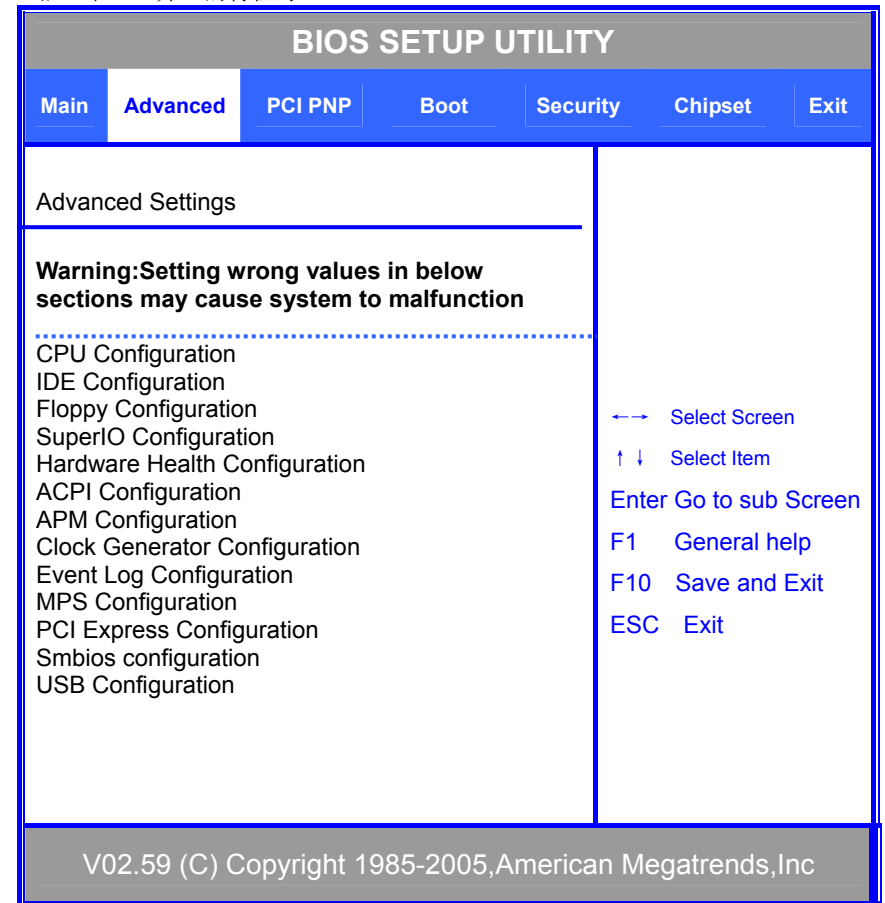 BIOS SETUP UTILITY
Main Advanced PCI PNP Boot Security Chipset Exit
Advanced Settings
Warning:Setting wrong values in below
sections may cause system to malfunction
CPU Configuration
IDE Configuration
Floppy Configuration
SuperIO Configuration
Hardware Health Configuration
ACPI Configuration
APM Configuration
Clock Generator Configuration
Event Log Configuration
MPS Configuration
PCI Express Configuration
Smbios configuration
USB Configuration
←→ Select Screen
↑↓ Select Item
Enter Go to sub Screen
F1 General help
F10 Save and Exit
ESC Exit
V02.59 (C) Copyright 1985-2005,American Megatrends,Inc